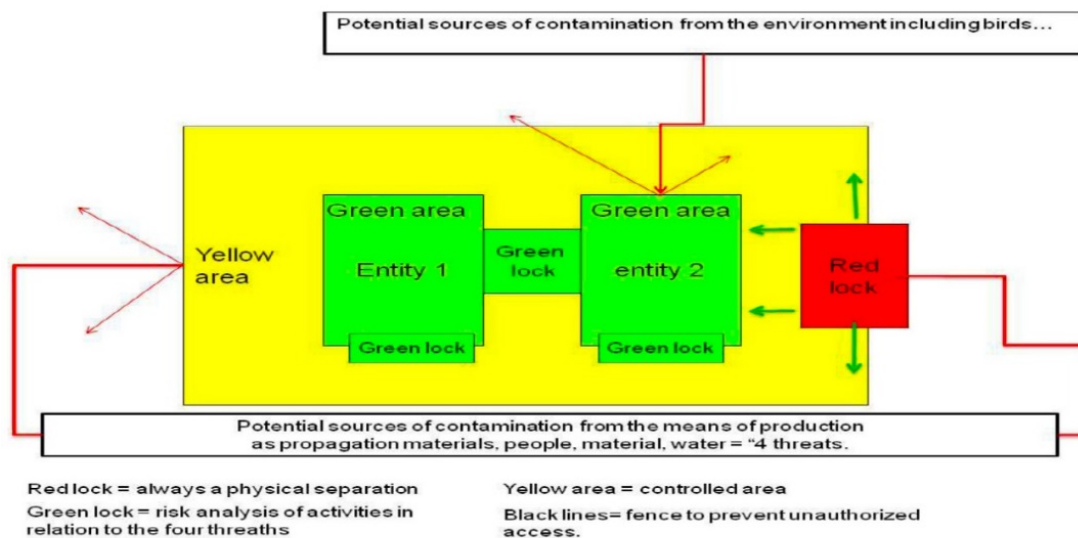 Potential sources of contamination from the environment including birds…
Green area
Green area
Yellow
area
Entity 1
Green
lock
entity 2
Red
lock
Green lock
Green lock
Potential sources of contamination from the means of production
as propagation materials, people, material, water = “4 threats.
Red lock = always a physical separation
Green lock = risk analysis of activities in
relation to the four threaths
Yellow area = controlled area
Black lines= fence to prevent unauthorized
access.